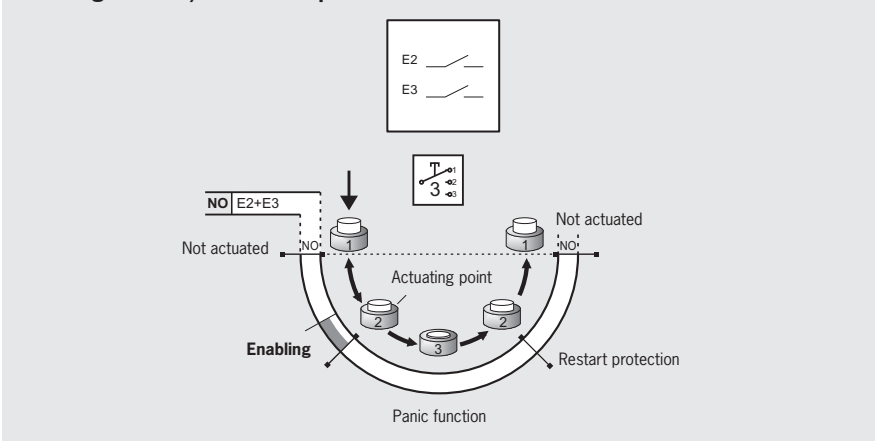 E2
E3
1
2
3
3
NO E2+E3
Not actuated
Not actuated
NO
1
1
NO
Actuating point
2
2
3
Enabling
Restart protection
Panic function